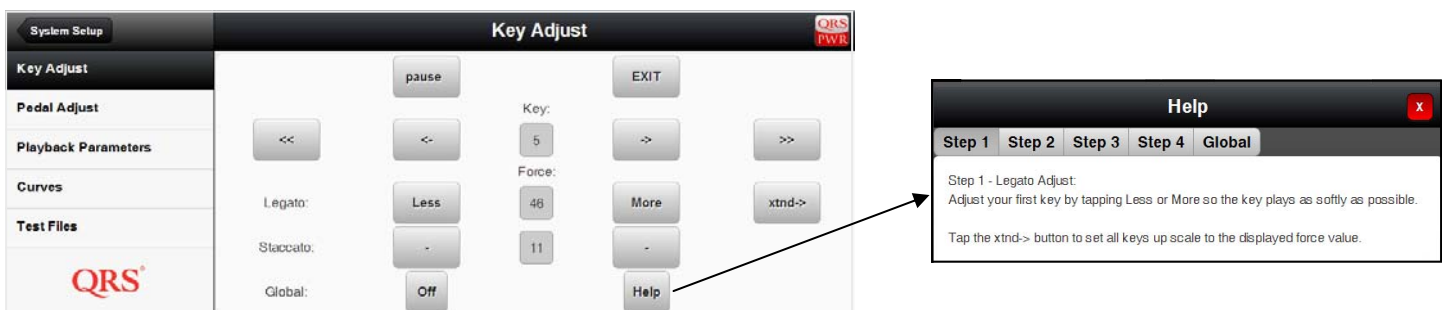 System Setup
Key Adjust
QRS
PWR
Key Adjust
Pedal Adjust
Playback Parameters
Curves
Test Files
QRS®
pause
EXIT
Key:
<<
<-
5
->
>>
Force:
Legato:
Less
46
More
xtnd->
Staccato:
-
11
-
Global:
Off
Help
Help
x
Step 1 Step 2 Step 3 Step 4 Global
Step 1 - Legato Adjust:
Adjust your first key by tapping Less or More so the key plays as softly as possible.
Tap the xtnd-> button to set all keys up scale to the displayed force value.